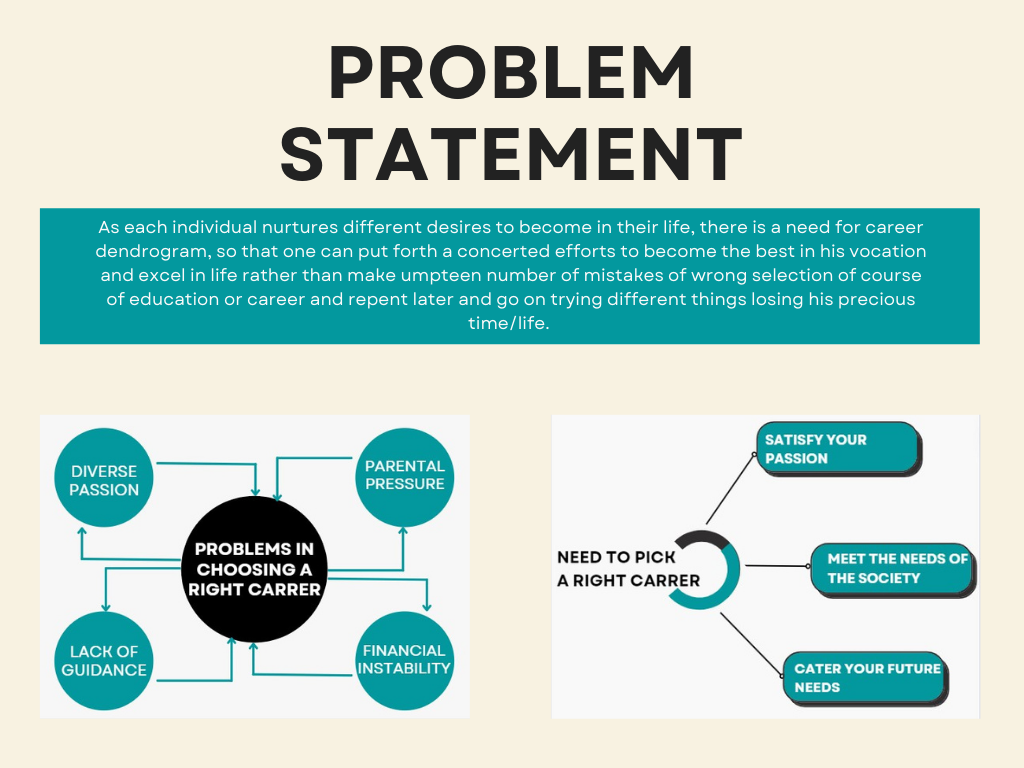 PROBLEM
STATEMENT
As each individual nurtures different desires to become in their life, there is a need for career
dendrogram, so that one can put forth a concerted efforts to become the best in his vocation
and excel in life rather than make umpteen number of mistakes of wrong selection of course
of education or career and repent later and go on trying different things losing his precious
time/life.
DIVERSE
PASSION
PARENTAL
PRESSURE
PROBLEMS IN
CHOOSING A
RIGHT CARRER
LACK OF
GUIDANCE
FINANCIAL
INSTABILITY
NEED TO PICK
A RIGHT CARRER
SATISFY YOUR
PASSION
MEET THE NEEDS OF
THE SOCIETY
CATER YOUR FUTURE
NEEDS